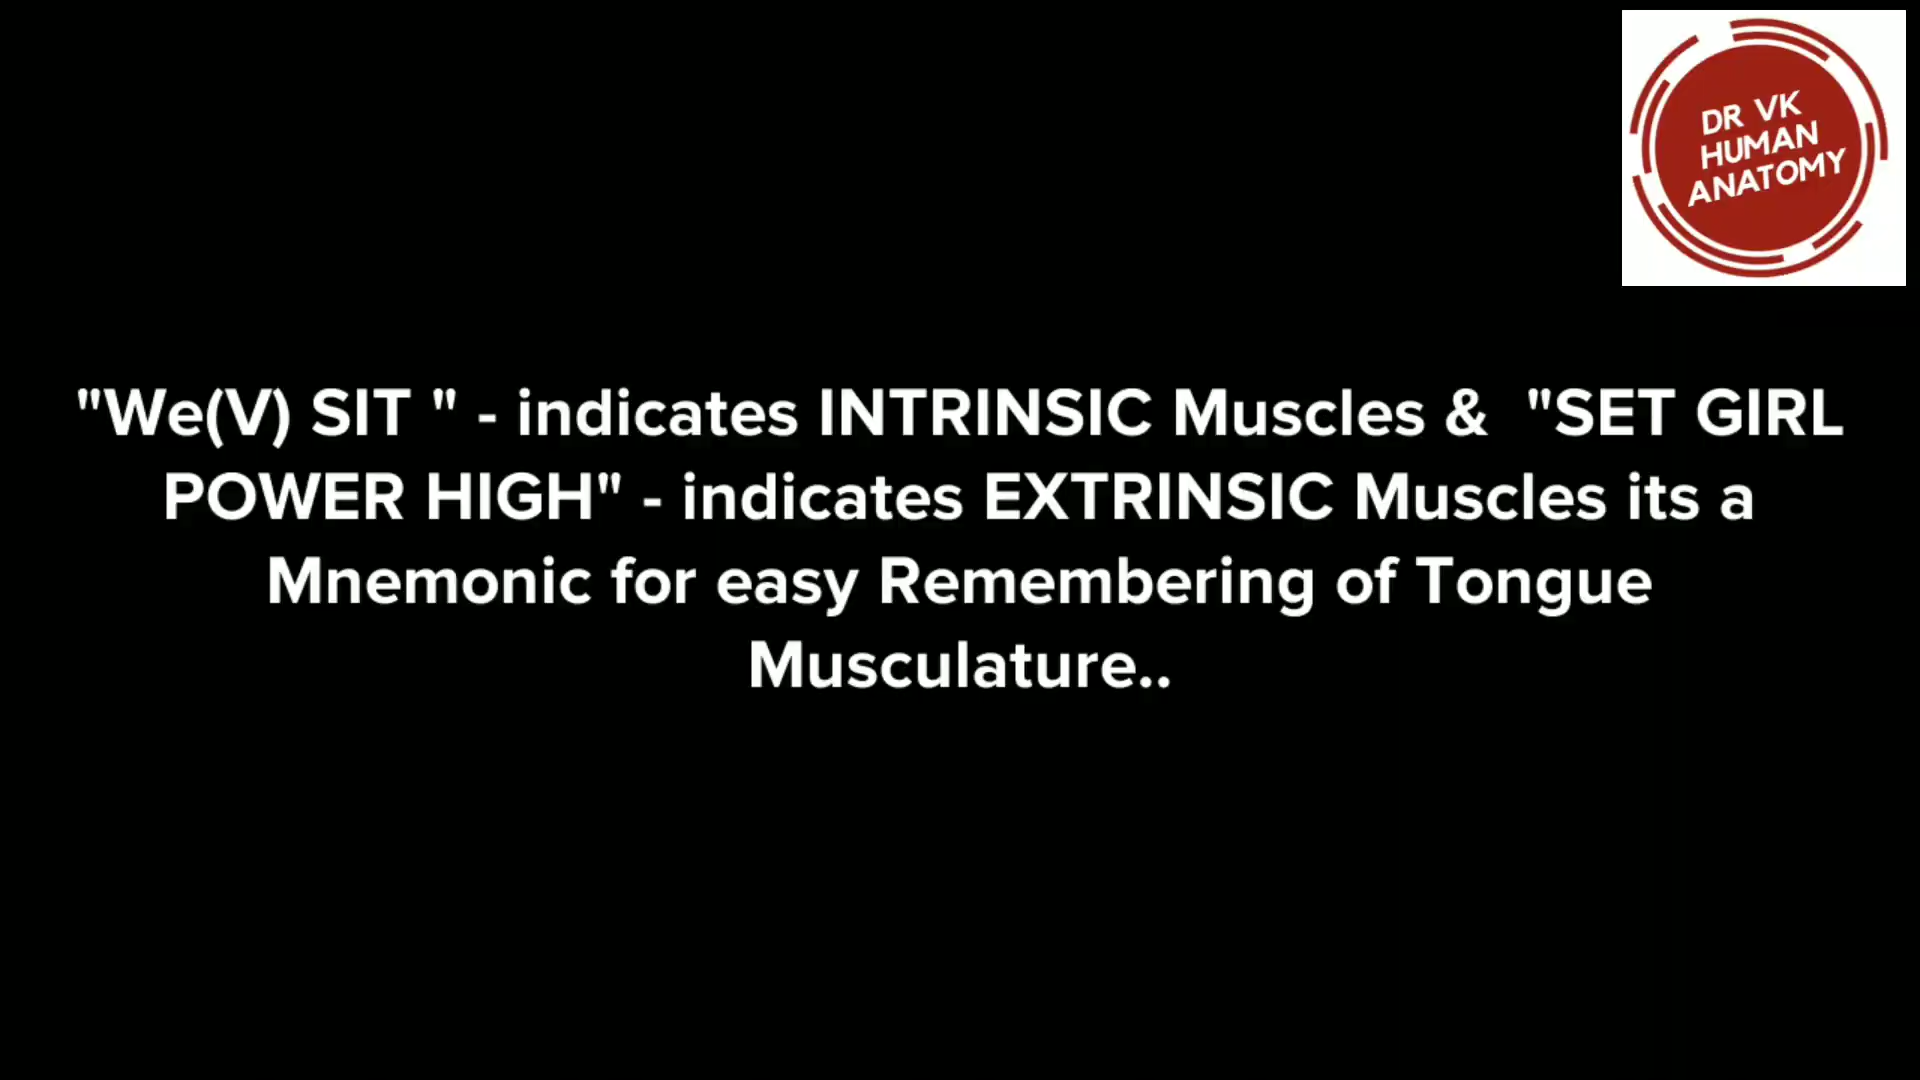 DR VK
HUMAN
ANATOMY
"We(V) SIT " - indicates INTRINSIC Muscles &  "SET GIRL
POWER HIGH" - indicates EXTRINSIC Muscles its a
Mnemonic for easy Remembering of Tongue
Musculature..